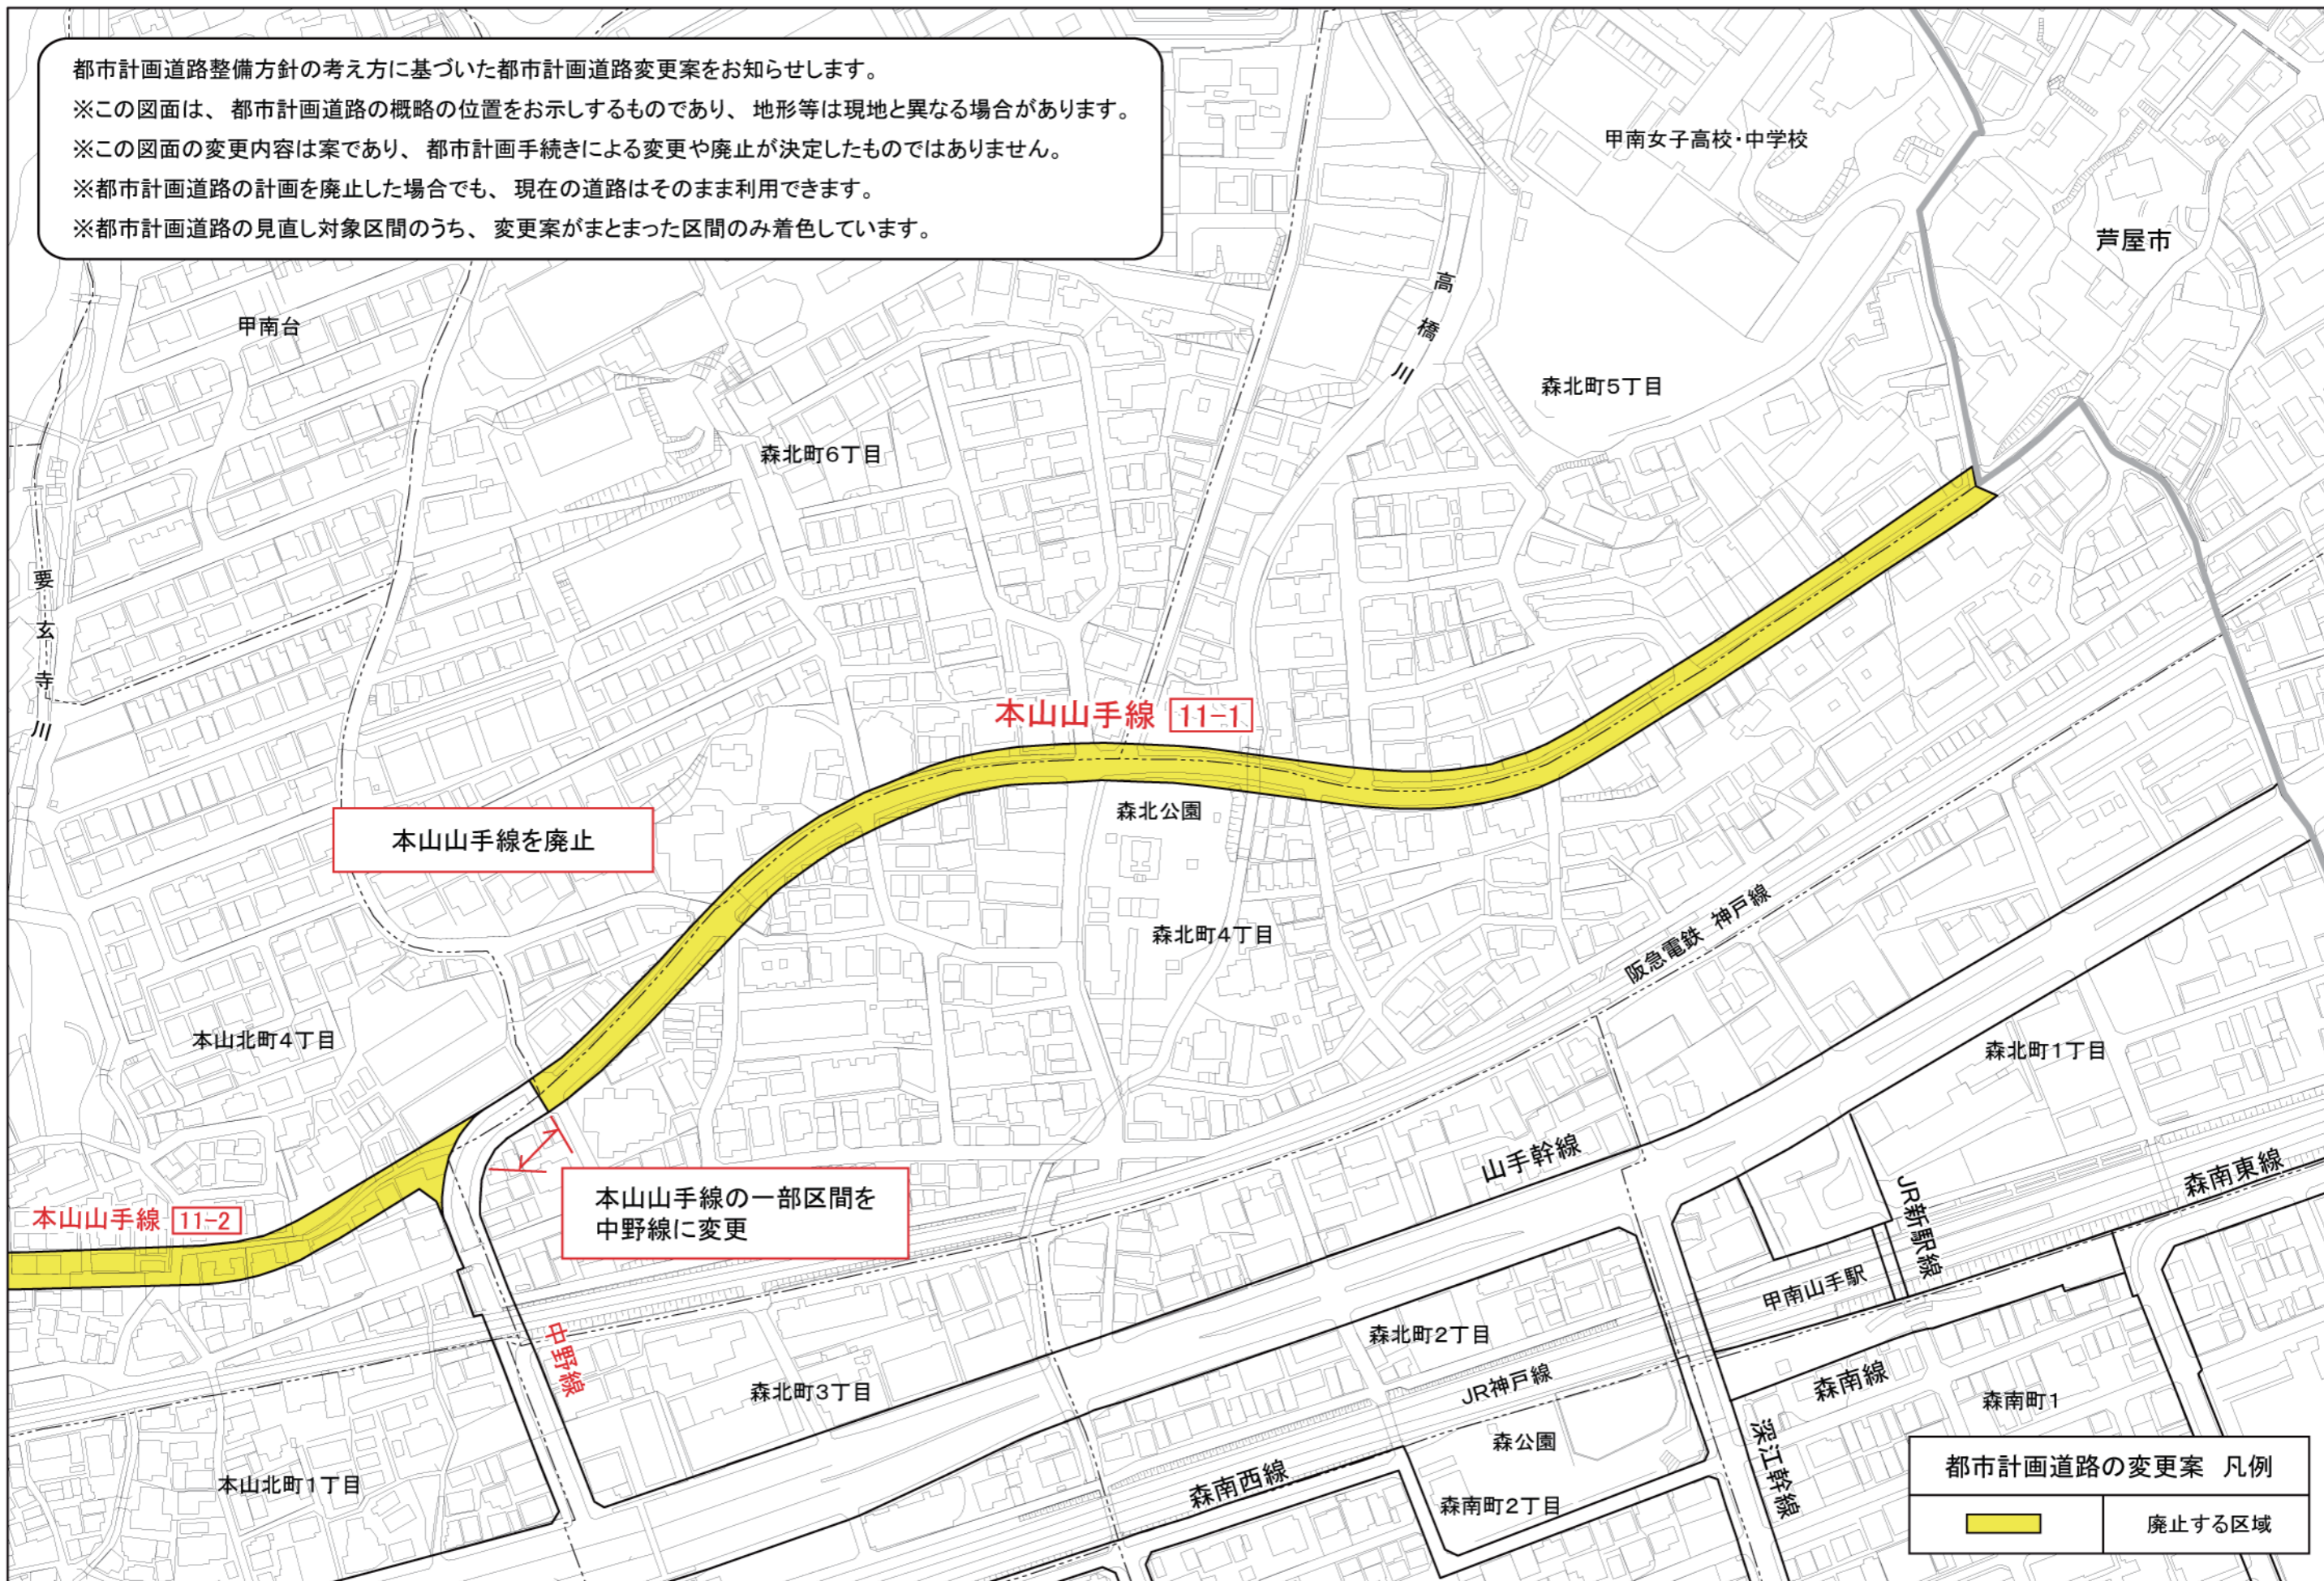 都市計画道路整備方針の考え方に基づいた都市計画道路変更案をお知らせします。
※この図面は、都市計画道路の概略の位置をお示しするものであり、地形等は現地と異なる場合があります。
※この図面の変更内容は案であり、都市計画手続きによる変更や廃止が決定したものではありません。
※都市計画道路の計画を廃止した場合でも、現在の道路はそのまま利用できます。
※都市計画道路の見直し対象区間のうち、変更案がまとまった区間のみ着色しています。
甲南女子高校・中学校
芦屋市
高橋川
甲南台
森北町5丁目
森北町6丁目
要玄寺川
本山山手線 11-1
森北公園
本山山手線を廃止
阪急電鉄 神戸線
森北町4丁目
本山北町4丁目
森北町1丁目
山手幹線
森南東線
JR新駅線
本山山手線 11-2
本山山手線の一部区間を
中野線に変更
甲南山手駅
中野線
森北町2丁目
森北町3丁目
JR神戸線
森南線
森南町1
森公園
深江幹線
本山北町1丁目
森南西線
森南町2丁目
都市計画道路の変更案 凡例
廃止する区域